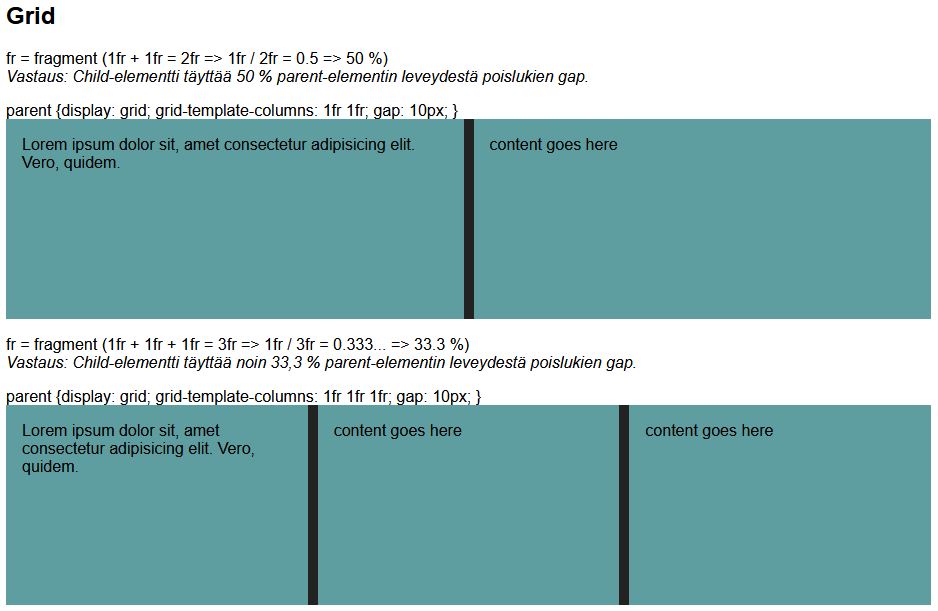 Grid
fr = fragment (1fr + 1fr = 2fr => 1fr / 2fr = 0.5 => 50 %)
Vastaus: Child-elementti täyttää 50 % parent-elementin leveydestä poislukien gap.
parent {display: grid; grid-template-columns: 1fr 1fr; gap: 10px; }
Lorem ipsum dolor sit, amet consectetur adipisicing elit.
Vero, quidem.
content goes here
fr = fragment (1fr + 1fr + 1fr = 3fr => 1fr / 3fr = 0.333... => 33.3 %)
Vastaus: Child-elementti täyttää noin 33,3 % parent-elementin leveydestä poislukien gap.
parent {display: grid; grid-template-columns: 1fr 1fr 1fr; gap: 10px; }
Lorem ipsum dolor sit, amet
consectetur adipisicing elit. Vero,
quidem.
content goes here
content goes here